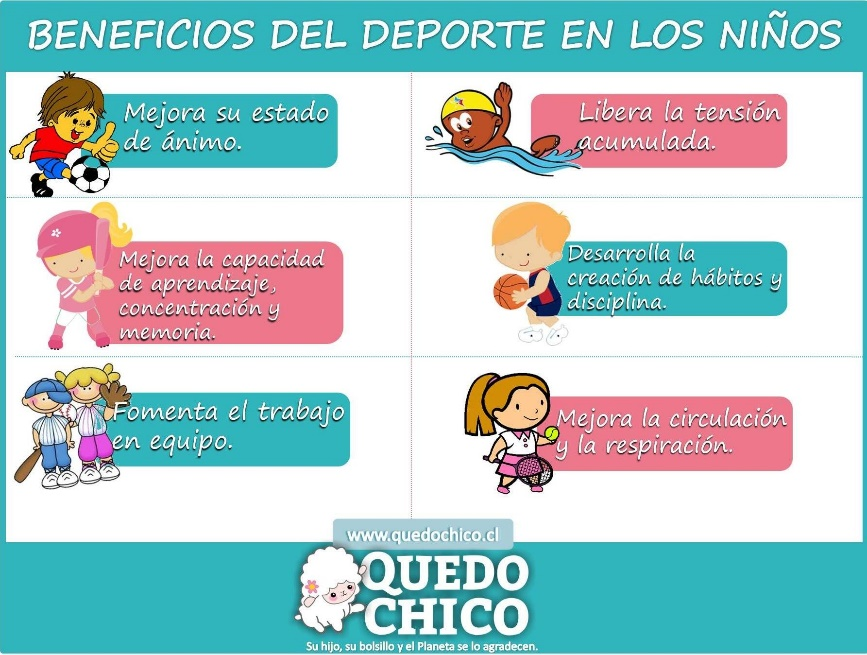 BENEFICIOS DEL DEPORTE EN LOS NIÑOS
Mejora su estado
de ánimo.
Libera la tensión
acumulada.
Mejora la capacidad
de aprendizaje,
concentración y
memoria.
Desarrolla la
creación de hábitos y
disciplina.
Fomenta el trabajo
en equipo.
Mejora la circulación
y la respiración.
www.quedochico.cl
QUEDO
CHICO
Su hijo, su bolsillo y el Planeta se lo agradecen.